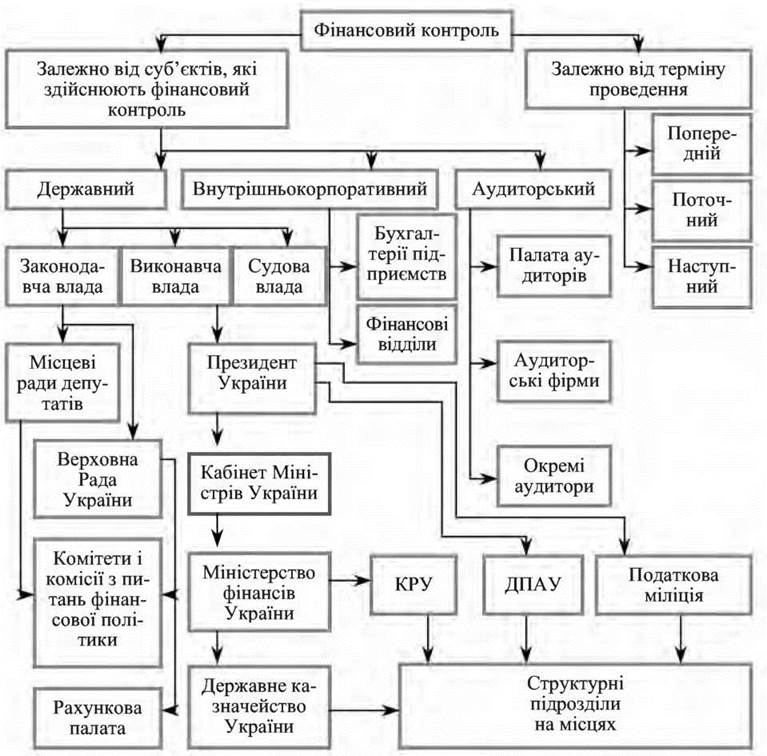 Фінансовий контроль
Залежно від суб’єктів, які
здійснюють фінансовий
контроль
Залежно від терміну
проведення
Попере-
дній
Поточ-
ний
Наступ-
ний
Державний
Внутрішньокорпоративний
Аудиторський
Законода-
вча влада
Виконавча
влада
Судова
влада
Бухгал-
терії під-
приємств
Фінансові
відділи
Палата ау-
диторів
Аудитор-
ські фірми
Окремі
аудитори
Місцеві
ради депу-
татів
Президент
України
Верховна
Рада
України
Кабінет Міні-
стрів України
Комітети і
комісії з пи-
тань фінан-
сової полі-
тики
Міністерство
фінансів
України
КРУ
ДПАУ
Податкова
міліція
Рахункова
палата
Державне ка-
значейство
України
Структурні
підрозділи
на місцях